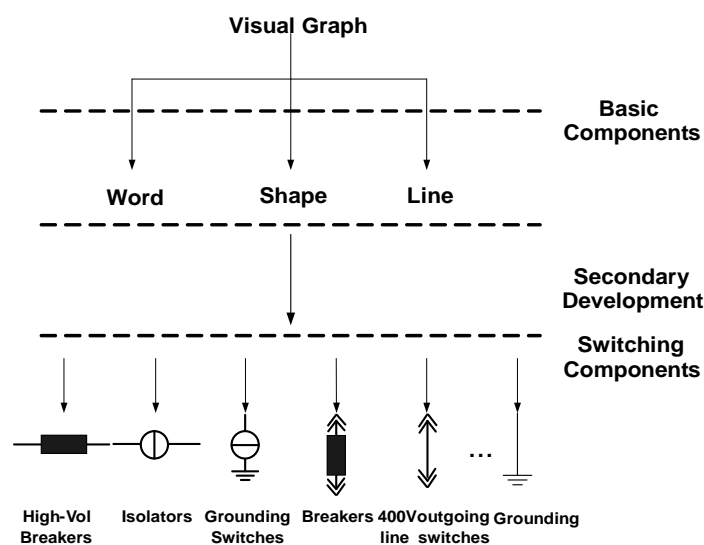 Visual Graph
Basic
Components
Word
Shape
Line
Secondary
Development
Switching
Components
...
High-Vol
Breakers
Isolators
Grounding
Switches
Breakers
400Voutgoing
line switches
Grounding